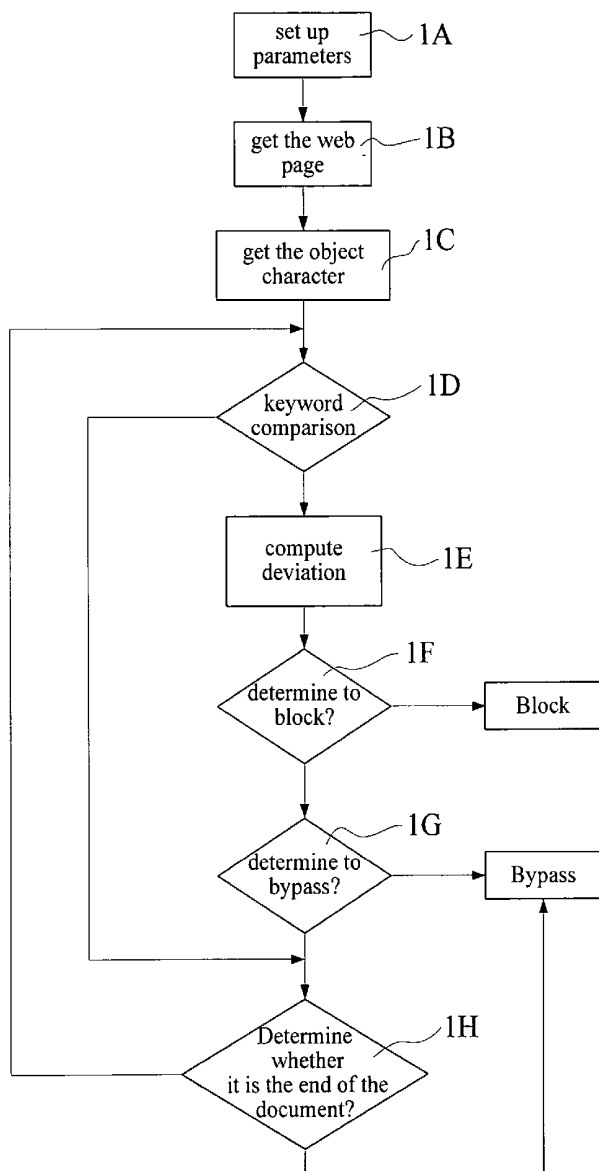 set up
parameters
1A
get the web
page
1B
get the object
character
1C
keyword
comparison
1D
compute
deviation
1E
determine to
block?
1F
Block
determine to
bypass?
1G
Bypass
Determine
whether
it is the end of the
document?
1H